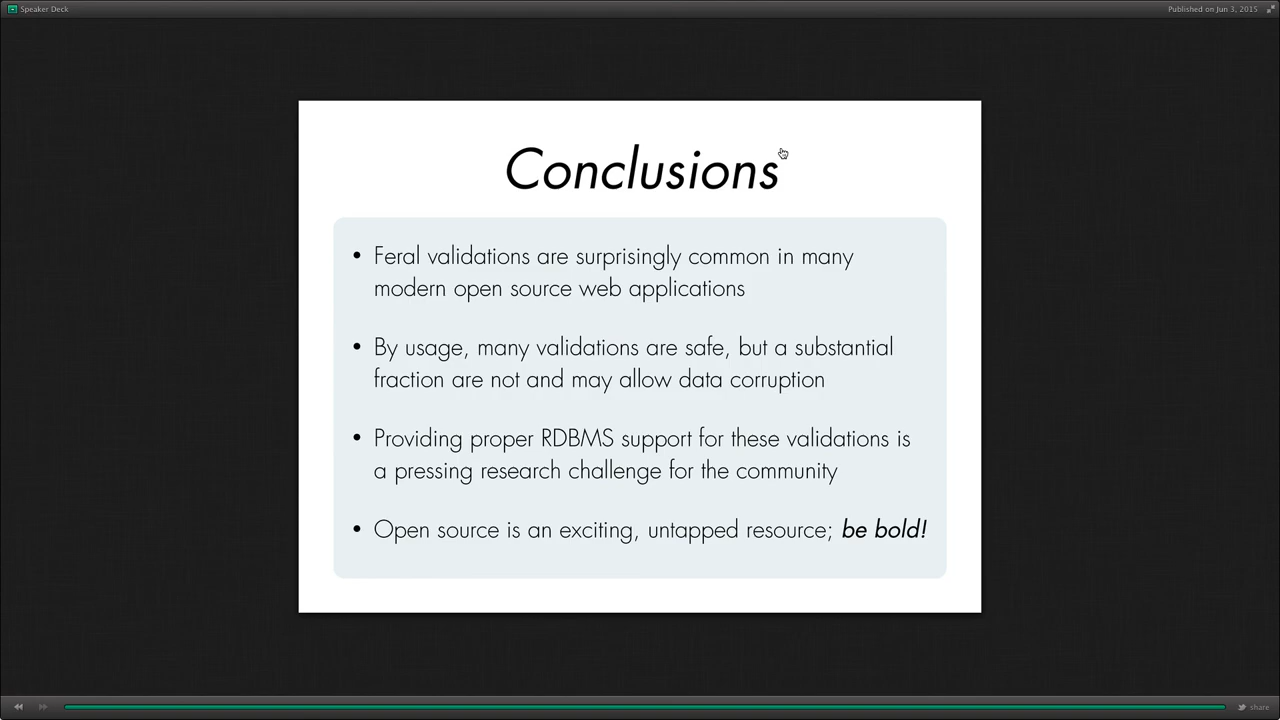 Speaker Deck
Published on Jun 3, 2015
Conclusions
• Feral validations are surprisingly common in many
modern open source web applications
• By usage, many validations are safe, but a substantial
fraction are not and may allow data corruption
• Providing proper RDBMS support for these validations is
a pressing research challenge for the community
• Open source is an exciting, untapped resource; be bold!
share